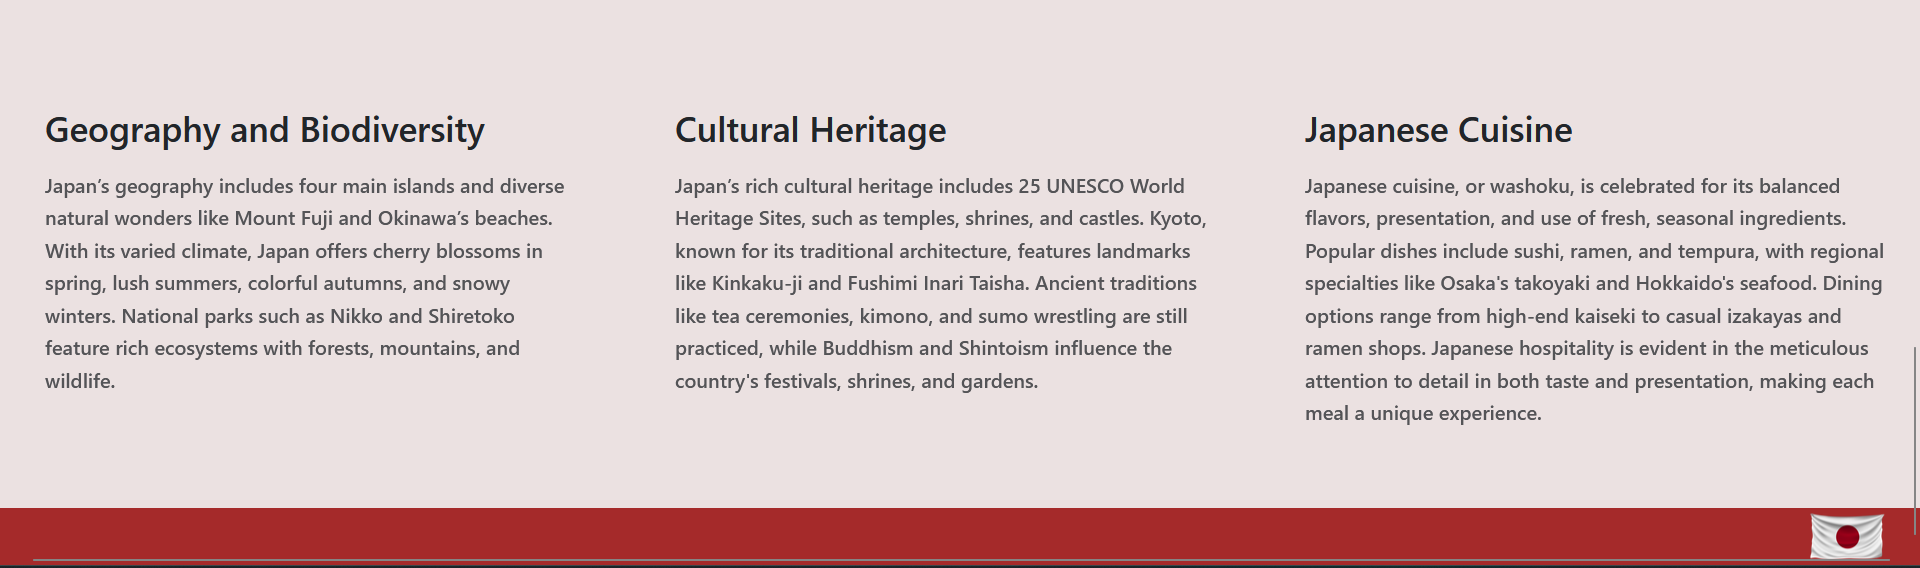 Geography and Biodiversity
Japan’s geography includes four main islands and diverse
natural wonders like Mount Fuji and Okinawa’s beaches.
With its varied climate, Japan offers cherry blossoms in
spring, lush summers, colorful autumns, and snowy
winters. National parks such as Nikko and Shiretoko
feature rich ecosystems with forests, mountains, and
wildlife.
Cultural Heritage
Japan’s rich cultural heritage includes 25 UNESCO World
Heritage Sites, such as temples, shrines, and castles. Kyoto,
known for its traditional architecture, features landmarks
like Kinkaku-ji and Fushimi Inari Taisha. Ancient traditions
like tea ceremonies, kimono, and sumo wrestling are still
practiced, while Buddhism and Shintoism influence the
country's festivals, shrines, and gardens.
Japanese Cuisine
Japanese cuisine, or washoku, is celebrated for its balanced
flavors, presentation, and use of fresh, seasonal ingredients.
Popular dishes include sushi, ramen, and tempura, with regional
specialties like Osaka's takoyaki and Hokkaido's seafood. Dining
options range from high-end kaiseki to casual izakayas and
ramen shops. Japanese hospitality is evident in the meticulous
attention to detail in both taste and presentation, making each
meal a unique experience.